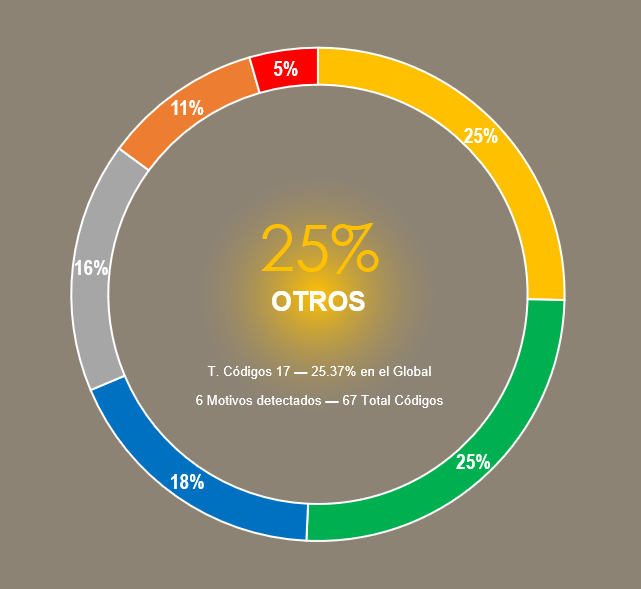 5%
11%
25%
16%
25%
OTROS
T. Códigos 17 — 25.37% en el Global
6 Motivos detectados — 67 Total Códigos
18%
25%